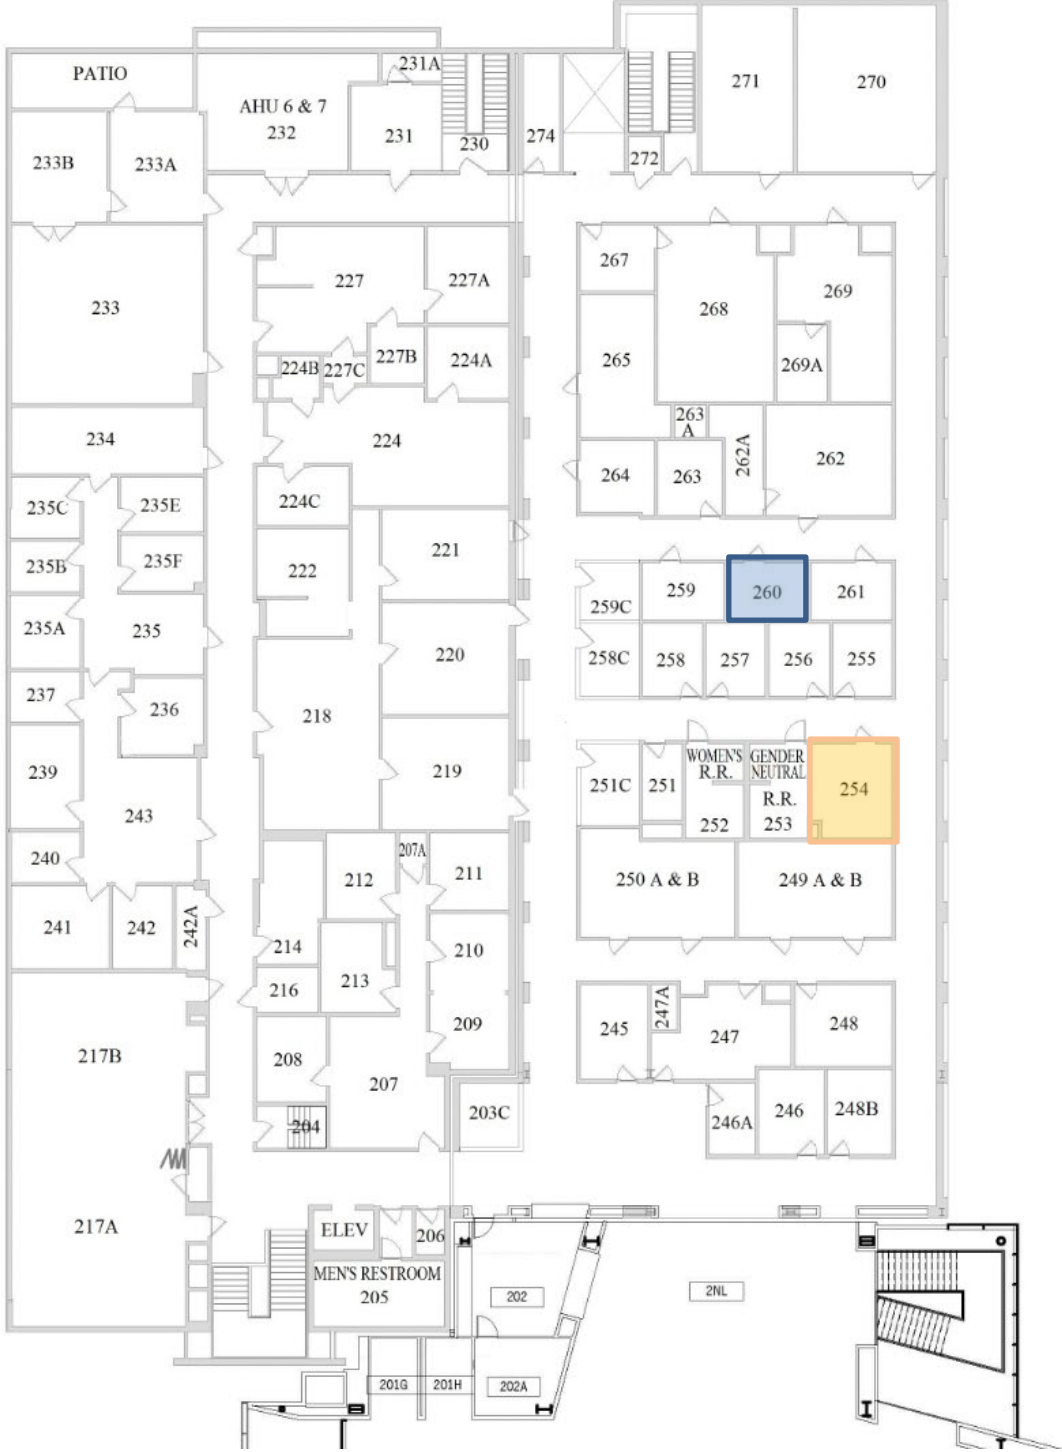 PATIO
231A
AHU 6 & 7
232
231
230
274
272
271
270
233B
233A
233
227
227A
227B
227C
224B
224A
224
224C
267
268
269
269A
265
263
A
262A
262
264
263
234
235C
235E
235B
235F
235A
235
237
236
239
243
240
241
242
242A
222
221
220
218
219
259C
259
260
261
258C
258
257
256
255
251C
251
WOMEN'S
R.R.
252
GENDER
NEUTRAL
R.R.
253
254
250 A & B
249 A & B
207A
212
211
214
213
210
216
209
208
207
204
203C
217B
217A
245
247A
247
248
246A
246
248B
ELEV
206
MEN'S RESTROOM
205
202
2NL
201G
201H
202A